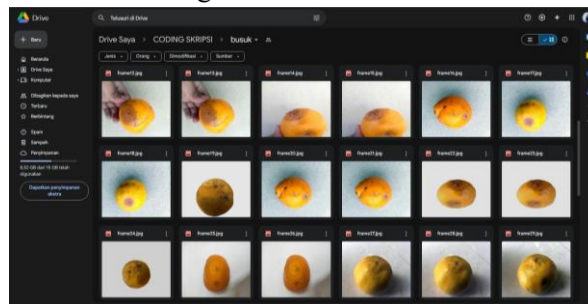 Drive
Telusuri di Drive
Baru
Drive Saya > CODING SKRIPSI > busuk
Jenis
Orang
Dimodifikasi
Sumber
Beranda
Drive Saya
Komputer
Dibagikan kepada saya
Terbaru
Berbintang
Spam
Sampah
Penyimpanan
digunakan
Dapatkan penyimpanan
ekstra
frame12.jpg
frame13.jpg
frame14.jpg
frame15.jpg
frame16.jpg
frame17.jpg
frame18.jpg
frame19.jpg
frame20.jpg
frame21.jpg
frame22.jpg
frame23.jpg
frame24.jpg
frame25.jpg
frame26.jpg
frame27.jpg
frame28.jpg
frame29.jpg